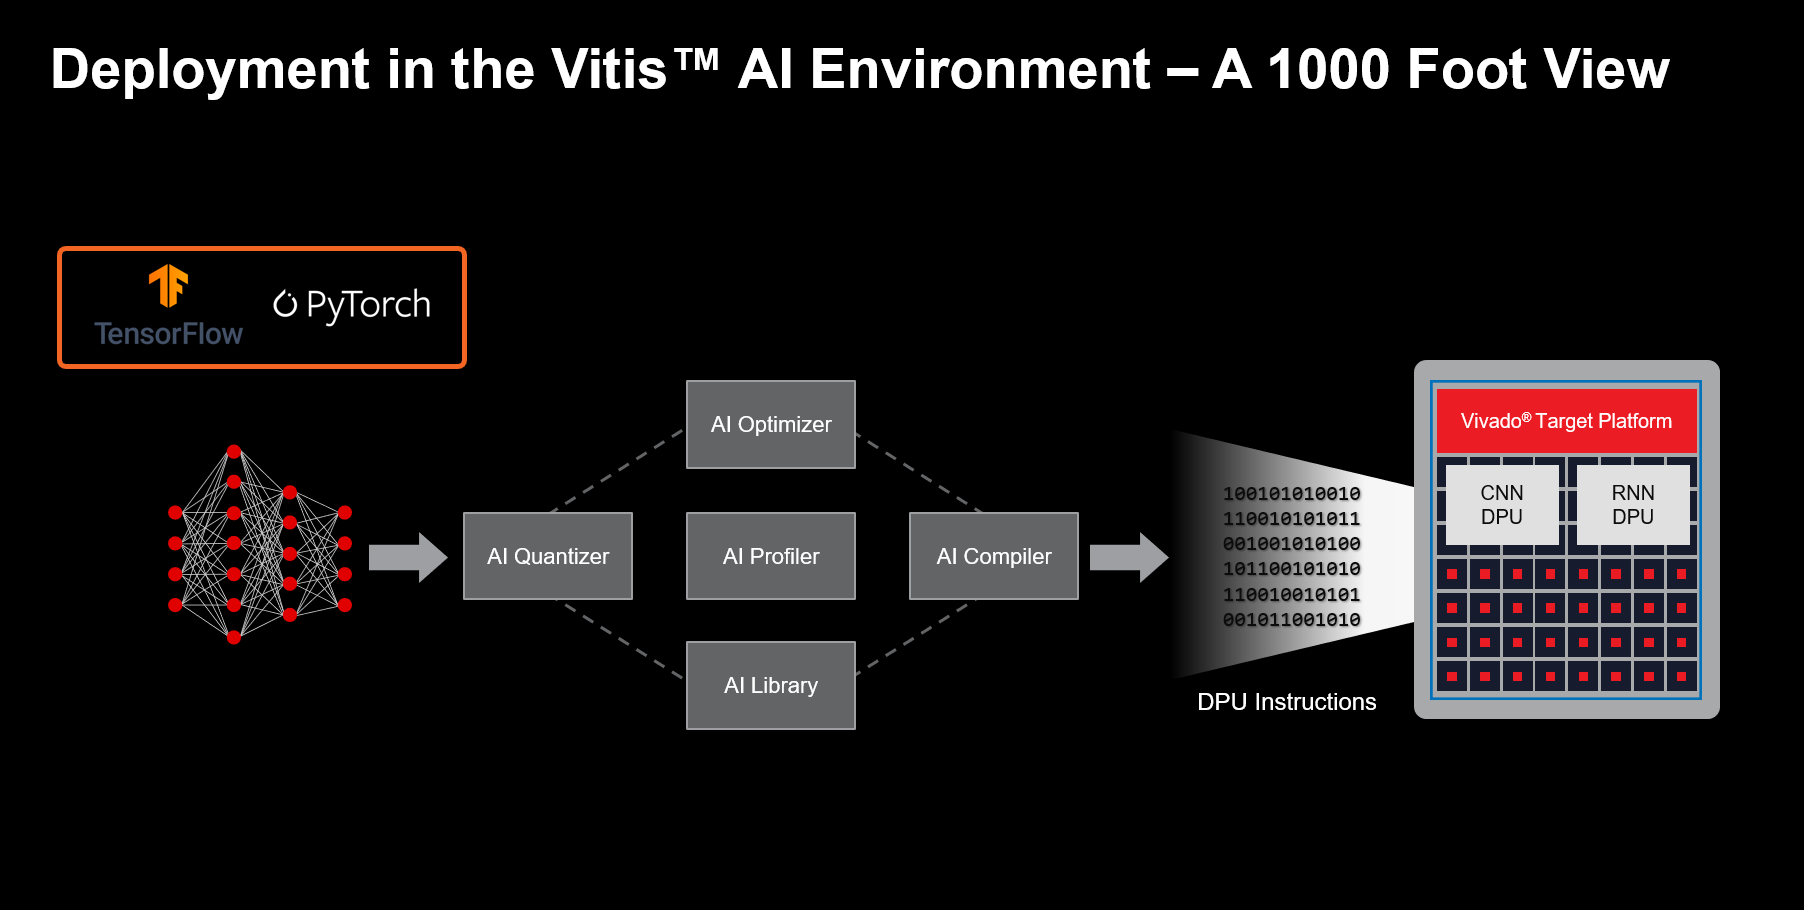 Deployment in the Vitis™ AI Environment – A 1000 Foot View
TensorFlow
PyTorch
AI Optimizer
AI Quantizer
AI Profiler
AI Compiler
AI Library
100101010010
110010101011
001001010100
101100101010
110010010101
001011001010
DPU Instructions
Vivado® Target Platform
CNN
DPU
RNN
DPU